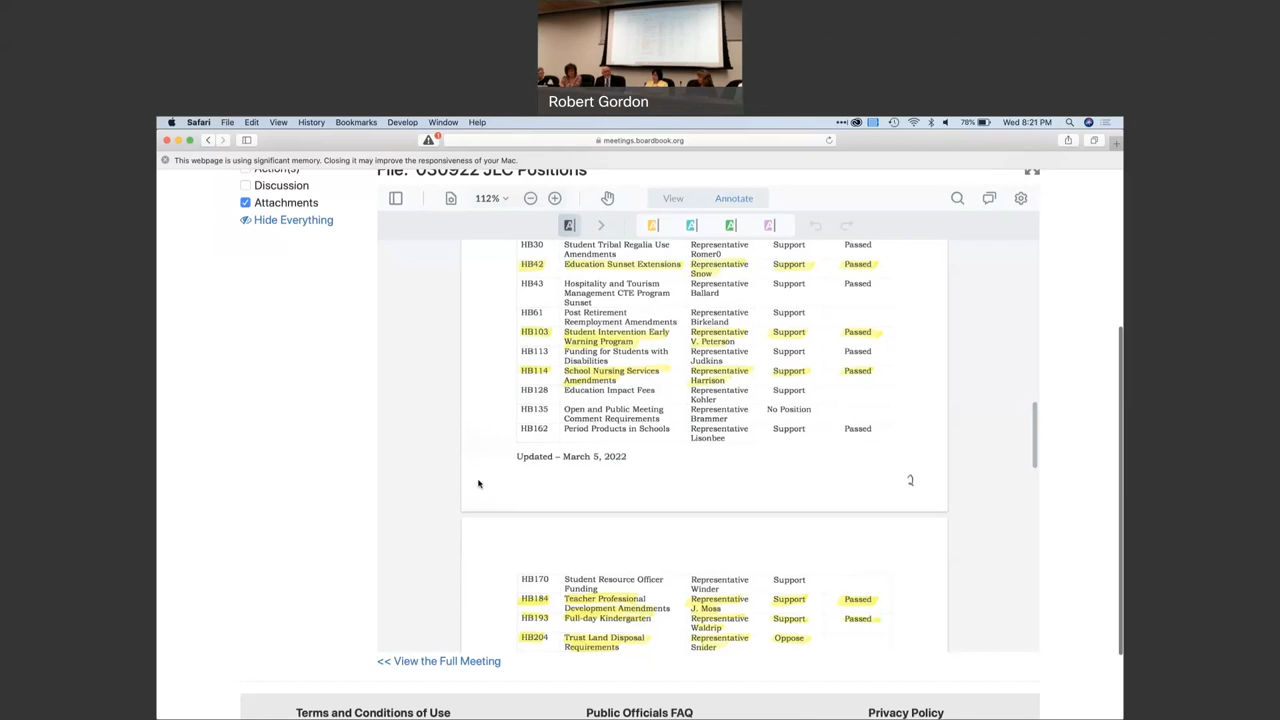 Robert Gordon
Safari File Edit View History Bookmarks Develop Window Help 78% Wed 8:21 PM
1 meetings.boardbook.org
This webpage is using significant memory. Closing it may improve the responsiveness of your Mac.
Action(s)
Discussion
Attachments
Hide Everything
File: 030922 JLC Positions
112% View Annotate
HB30 Student Tribal Regalia Use Representative Support Passed
Amendments Romer0
HB42 Education Sunset Extensions Representative Support Passed
Snow
HB43 Hospitality and Tourism Representative Support Passed
Management CTE Program Ballard
Sunset
HB61 Post Retirement Representative Support
Reemployment Amendments Birkeland
HB103 Student Intervention Early Representative Support Passed
Warning Program V. Peterson
HB113 Funding for Students with Representative Support Passed
Disabilities Judkins
HB114 School Nursing Services Representative Support Passed
Amendments Harrison
HB128 Education Impact Fees Representative Support
Kohler
HB135 Open and Public Meeting Representative No Position
Comment Requirements Brammer
HB162 Period Products in Schools Representative Support Passed
Lisonbee
Updated – March 5, 2022
2
HB170 Student Resource Officer Representative Support
Funding Winder
HB184 Teacher Professional Representative Support Passed
Development Amendments J. Moss
HB193 Full-day Kindergarten Representative Support Passed
Waldrip
HB204 Trust Land Disposal Representative Oppose
Requirements Snider
<< View the Full Meeting
Terms and Conditions of Use Public Officials FAQ Privacy Policy